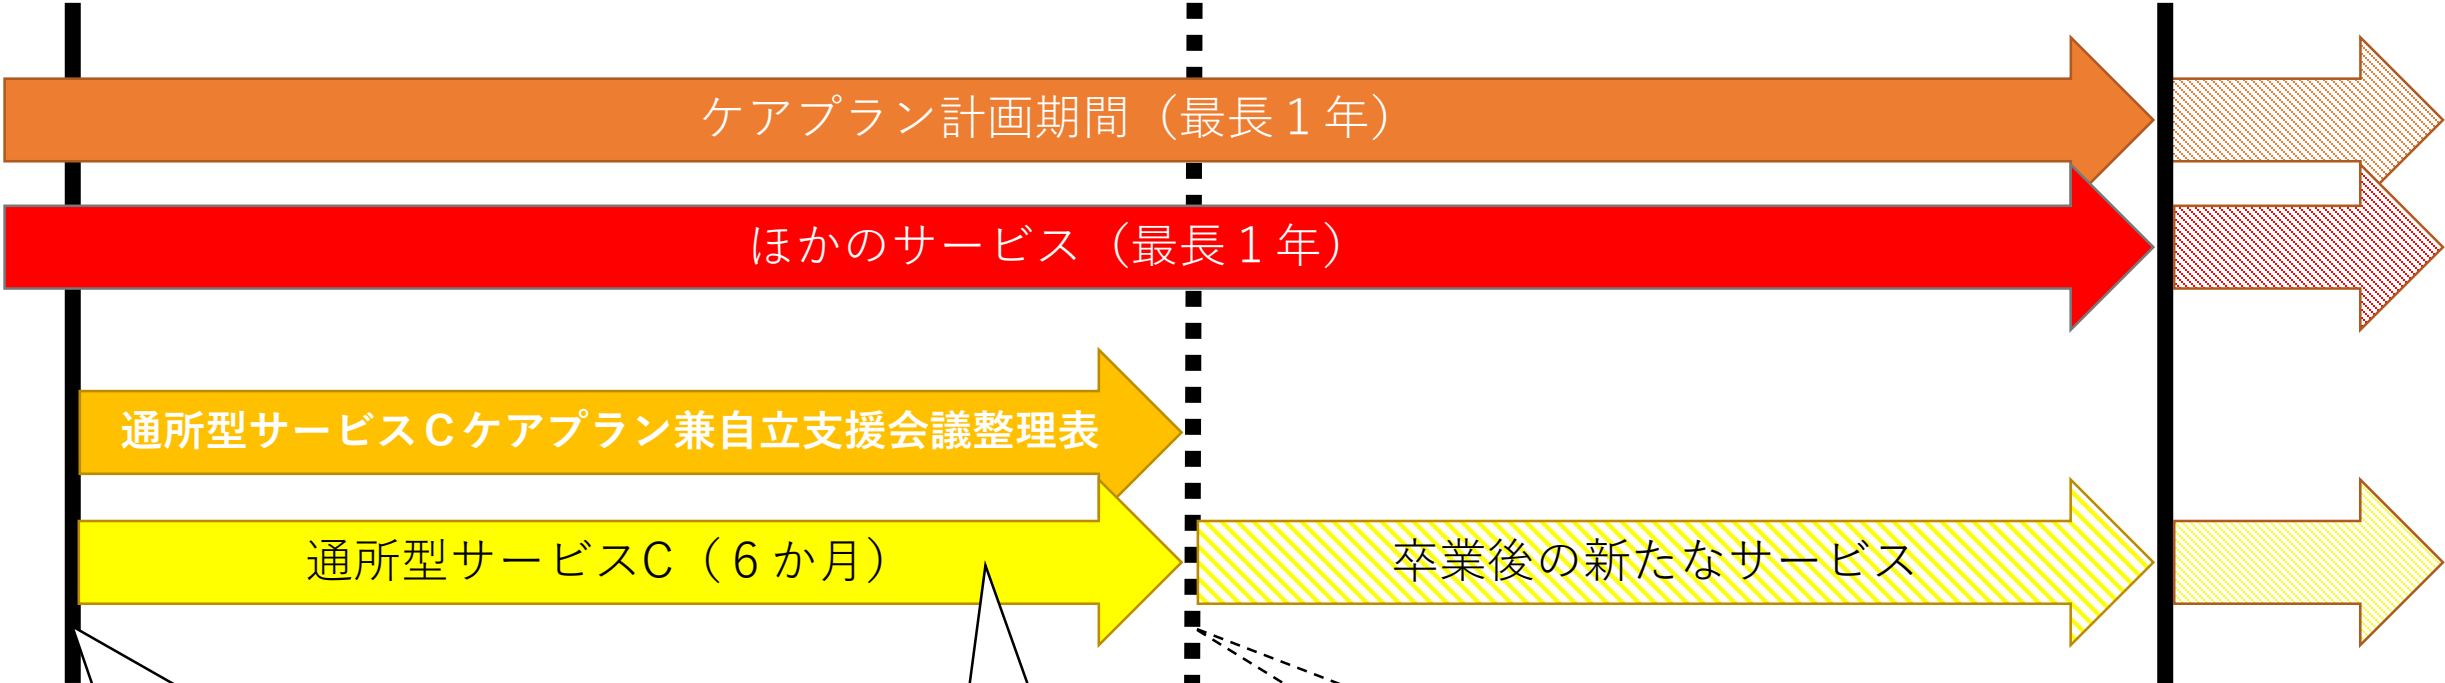 ケアプラン計画期間（最長１年）
ほかのサービス（最長１年）
通所型サービスＣケアプラン兼自立支援会議整理表
通所型サービスC（６か月）
卒業後の新たなサービス